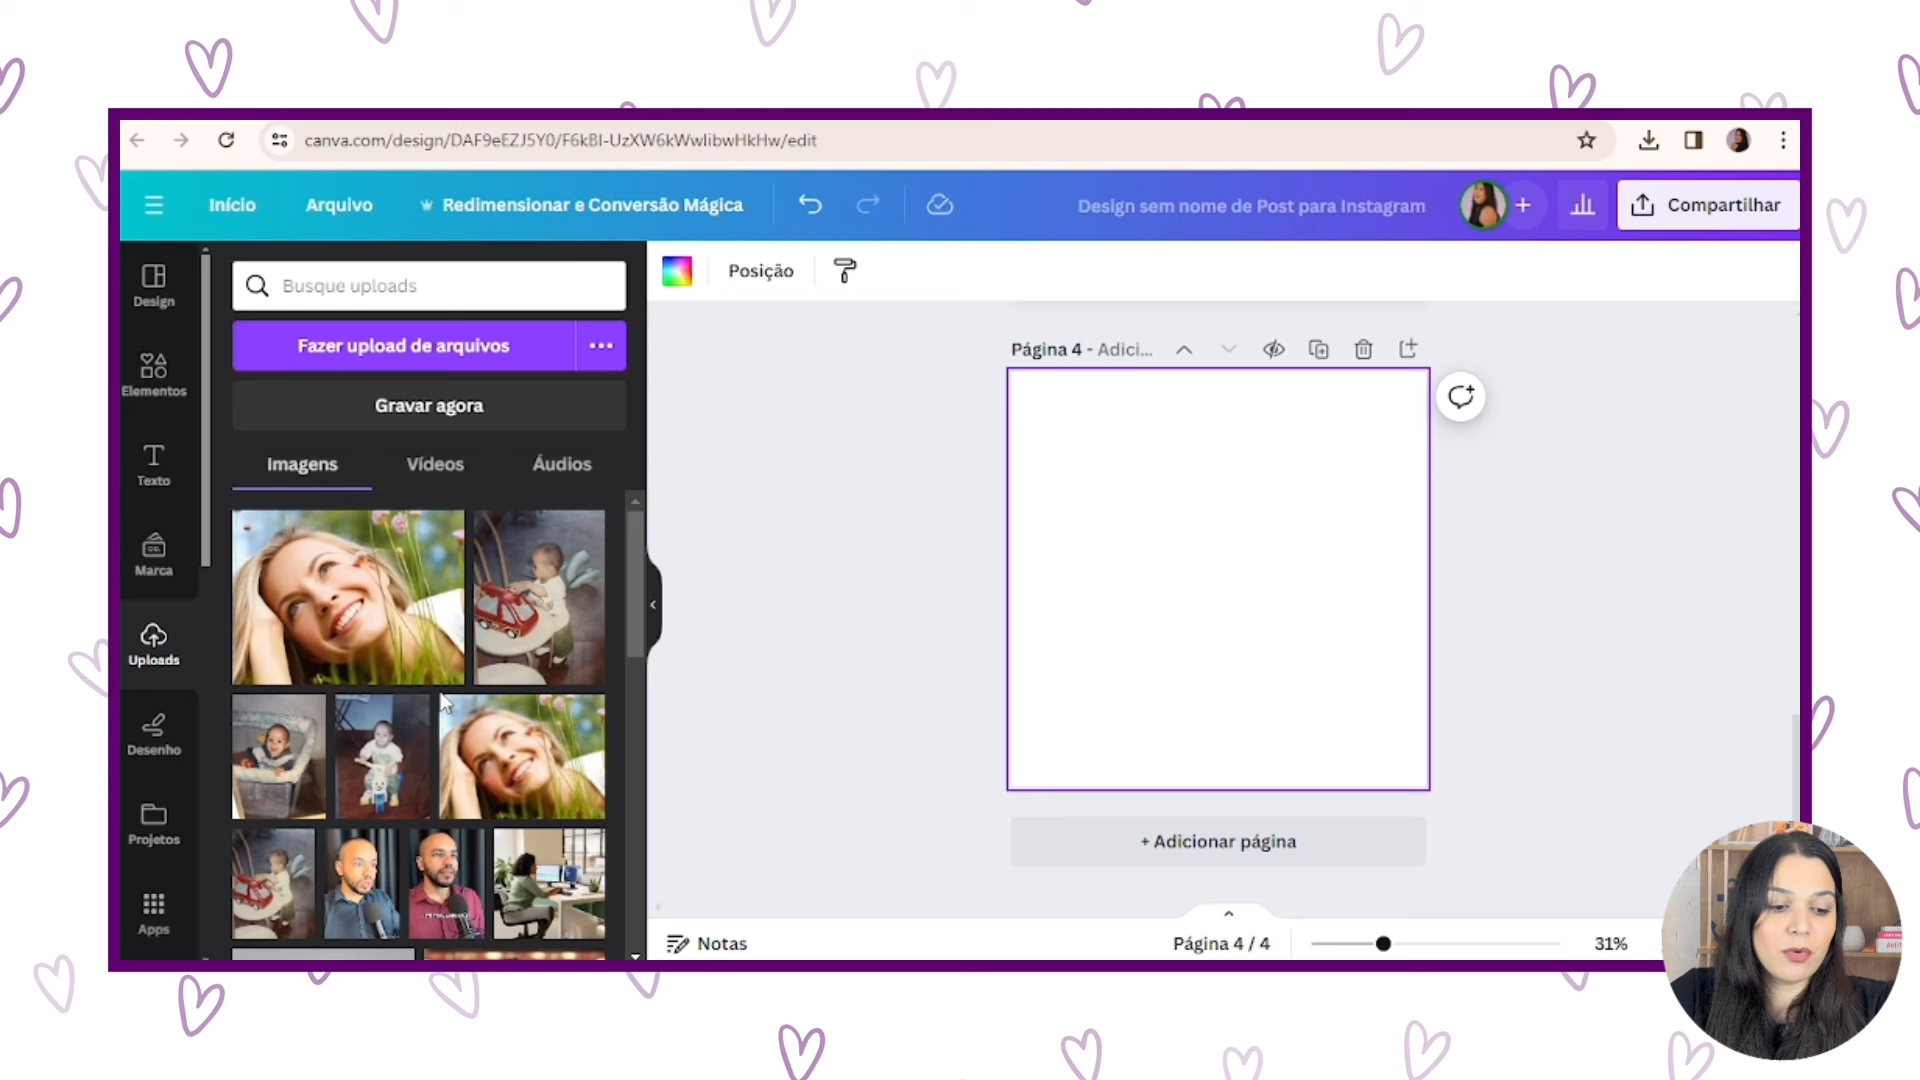 canva.com/design/DAF9eEZJ5Y0/F6kBI-UzXW6kWwlibwHkHw/edit
Início
Arquivo
Redimensionar e Conversão Mágica
Design sem nome de Post para Instagram
Compartilhar
Design
Elementos
Texto
Marca
Uploads
Desenho
Projetos
Apps
Busque uploads
Fazer upload de arquivos
Gravar agora
Imagens
Vídeos
Áudios
Posição
Página 4 - Adici...
+ Adicionar página
Notas
Página 4 / 4
31%